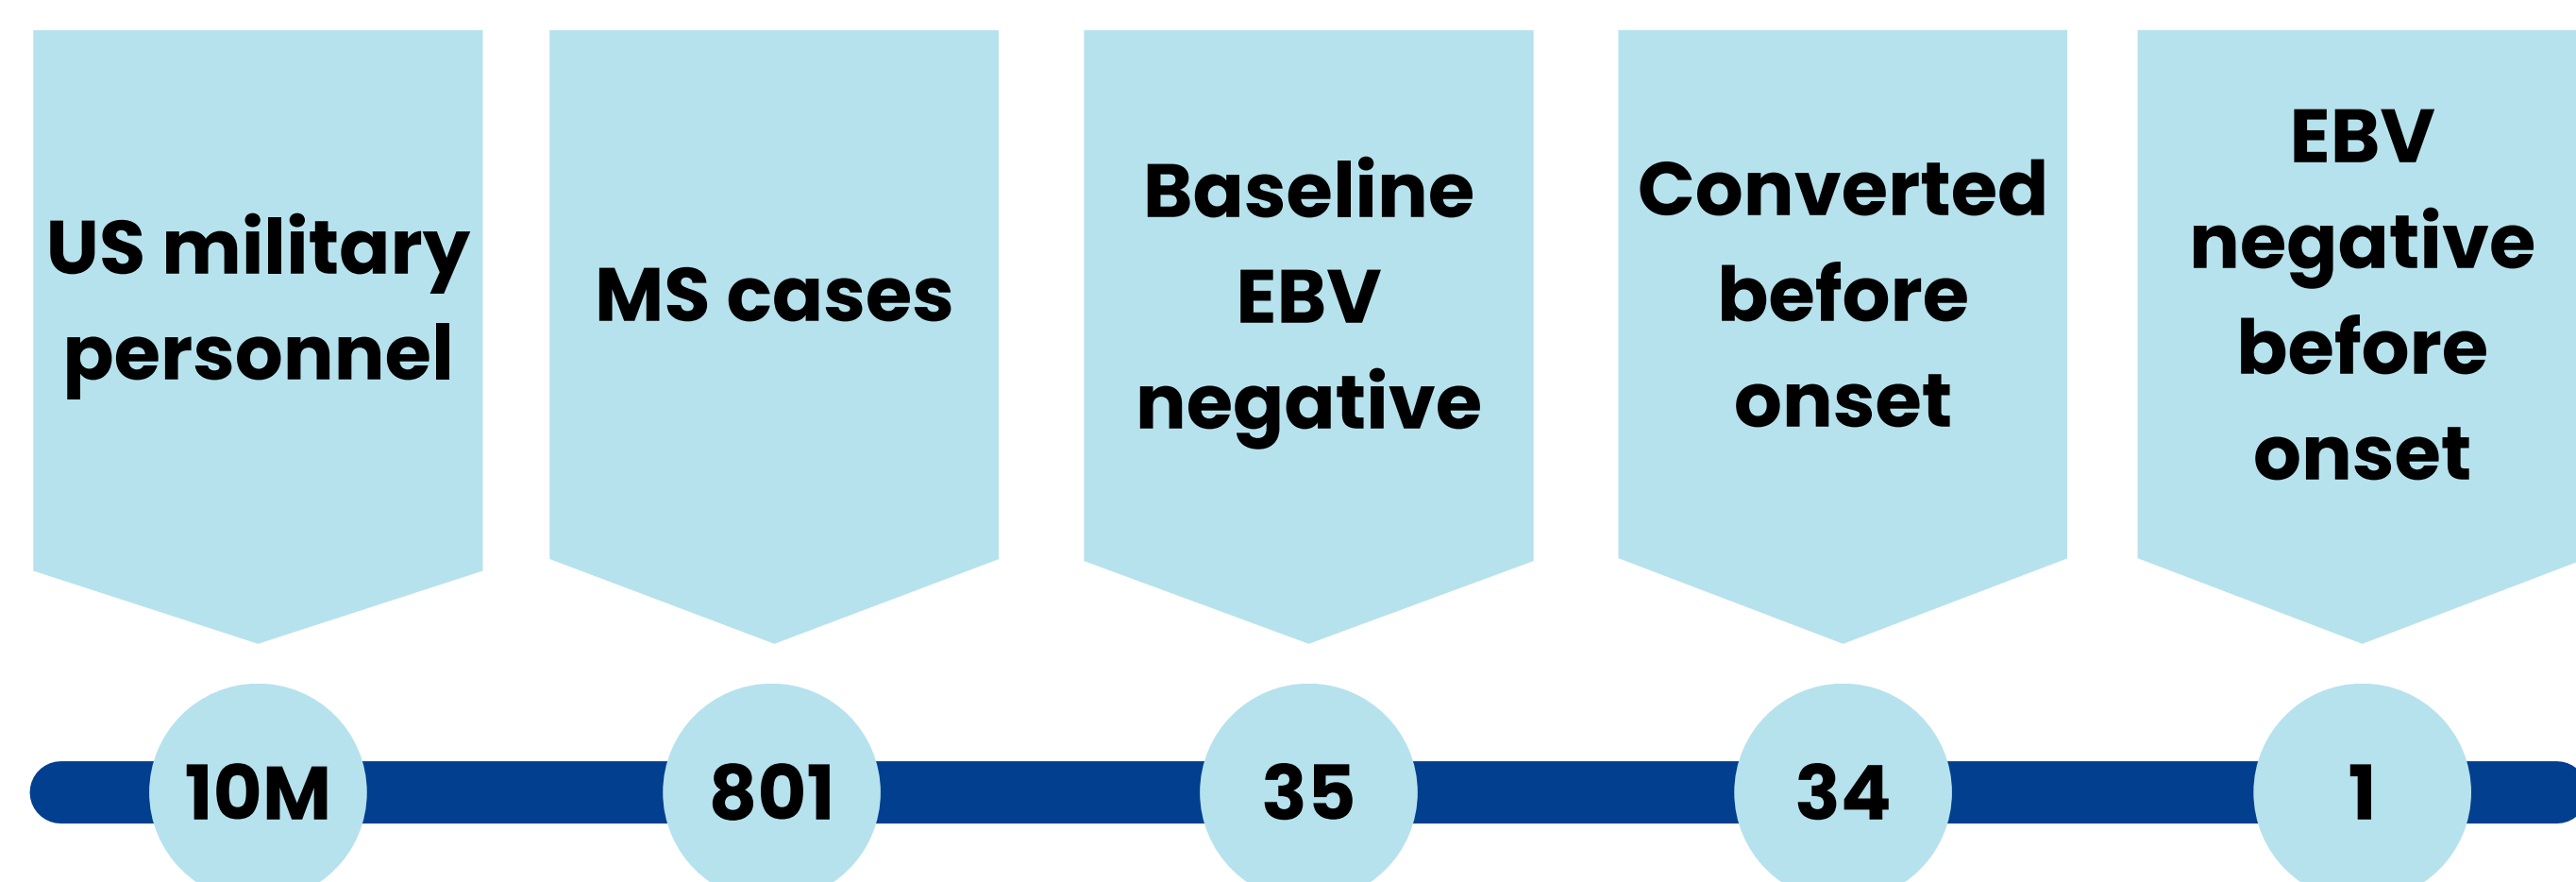 US military
personnel
MS cases
Baseline
EBV
negative
Converted
before
onset
EBV
negative
before
onset
10M
801
35
34
1